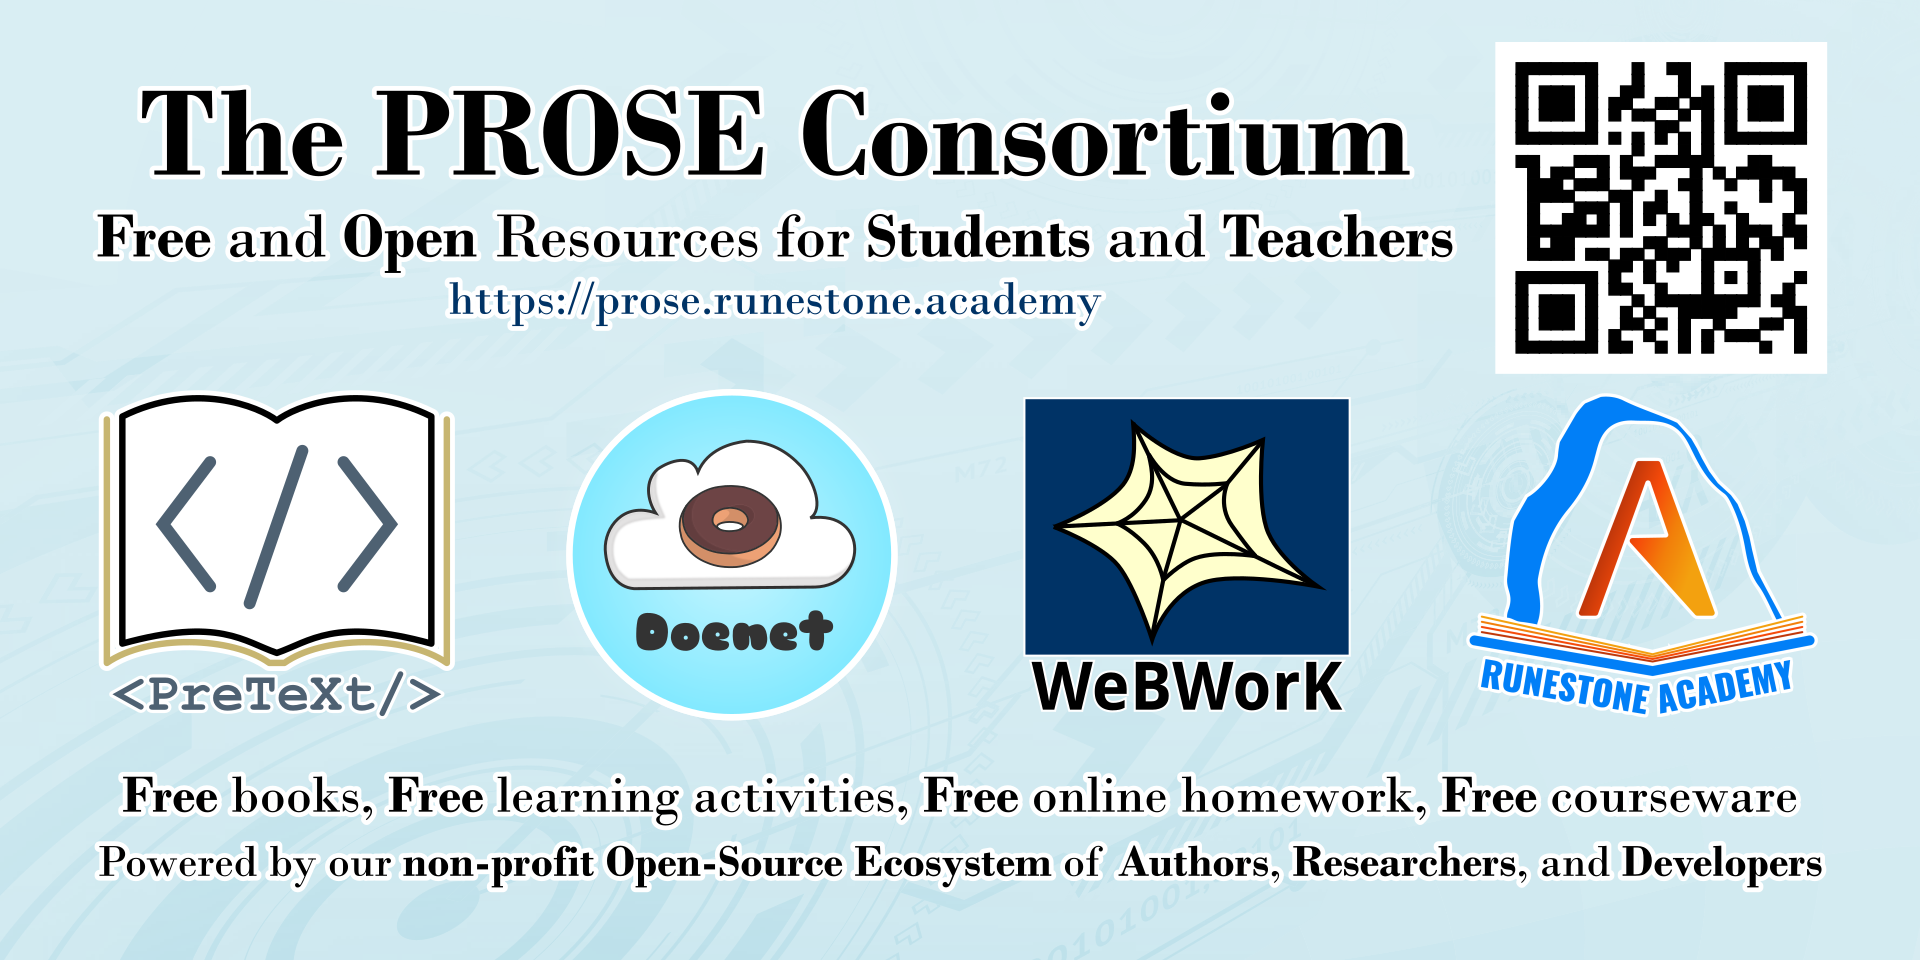 The PROSE Consortium
Free and Open Resources for Students and Teachers
https://prose.runestone.academy
</>
<PreTeXt/>
Doenet
WeBWorK
RUNESTONE ACADEMY
Free books, Free learning activities, Free online homework, Free courseware
Powered by our non-profit Open-Source Ecosystem of Authors, Researchers, and Developers